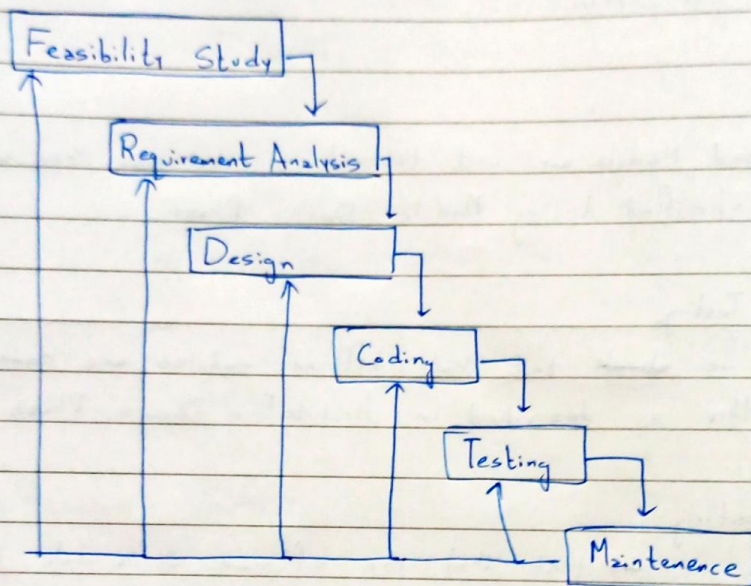 Feasibility Study
Requirement Analysis
Design
Coding
Testing
Maintenence